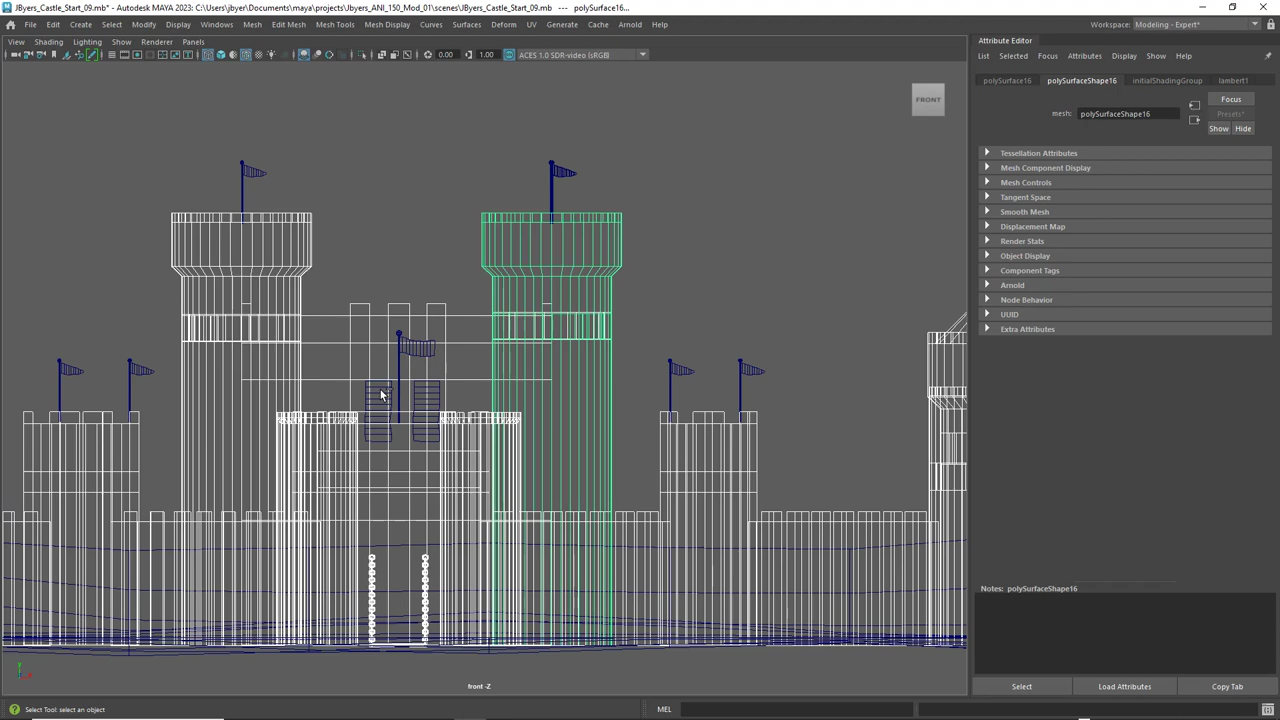 JByers_Castle_Start_09.mb* - Autodesk MAYA 2023: C:\Users\jbyer\Documents\maya\projects\Jbyers_ANI_150_Mod_01\scenes\JByers_Castle_Start_09.mb --- polySurface16...
File Edit Create Select Modify Display Windows Mesh Edit Mesh Mesh Tools Mesh Display Curves Surfaces Deform UV Generate Cache Arnold Help
Workspace: Modeling - Expert*
View Shading Lighting Show Renderer Panels
0.00 1.00 ACES 1.0 SDR-video (sRGB)
FRONT
front -Z
Attribute Editor
List Selected Focus Attributes Display Show Help
polySurface16 polySurfaceShape16 initialShadingGroup lambert1
Focus
mesh: polySurfaceShape16
Presets*
Show Hide
Tessellation Attributes
Mesh Component Display
Mesh Controls
Tangent Space
Smooth Mesh
Displacement Map
Render Stats
Object Display
Component Tags
Arnold
Node Behavior
UUID
Extra Attributes
Notes: polySurfaceShape16
Select Load Attributes Copy Tab
Select Tool: select an object
MEL